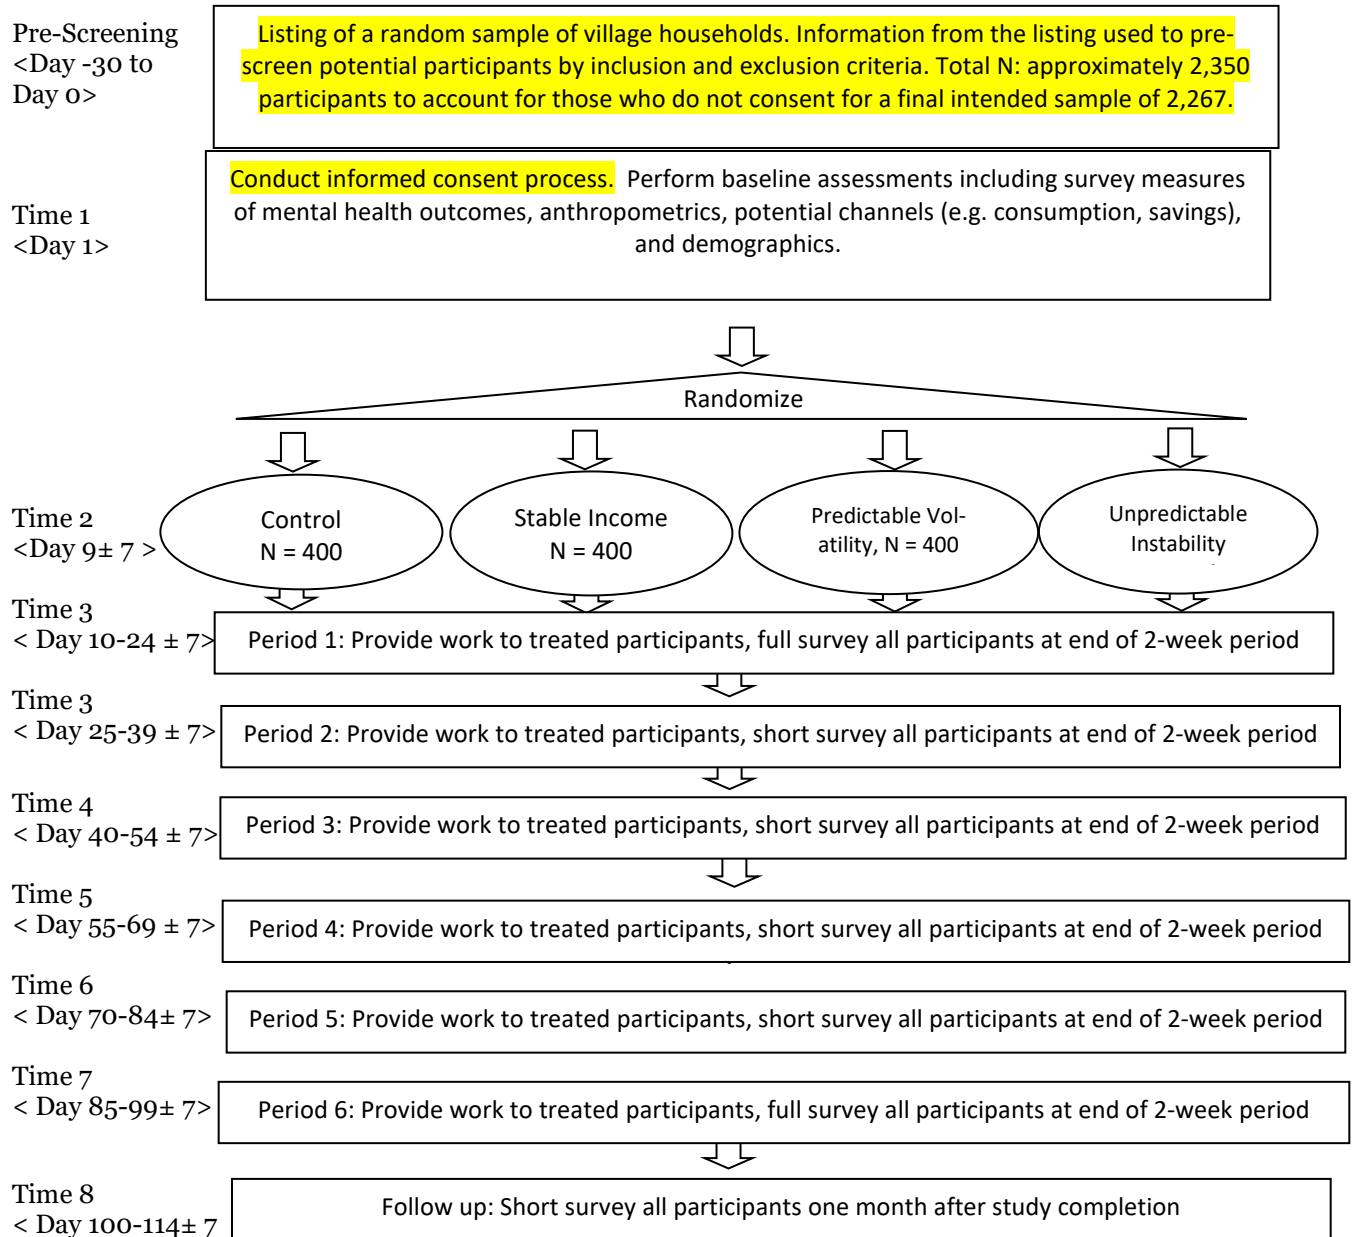 Pre-Screening
<Day -30 to
Day 0>
Listing of a random sample of village households. Information from the listing used to pre-
screen potential participants by inclusion and exclusion criteria. Total N: approximately 2,350
participants to account for those who do not consent for a final intended sample of 2,267.
Time 1
<Day 1>
Conduct informed consent process. Perform baseline assessments including survey measures
of mental health outcomes, anthropometrics, potential channels (e.g. consumption, savings),
and demographics.
Randomize
Time 2
<Day 9± 7 >
Control
N = 400
Stable Income
N = 400
Predictable Vol-
atility, N = 400
Unpredictable
Instability
Time 3
< Day 10-24 ± 7>
Period 1: Provide work to treated participants, full survey all participants at end of 2-week period
Time 3
< Day 25-39 ± 7>
Period 2: Provide work to treated participants, short survey all participants at end of 2-week period
Time 4
< Day 40-54 ± 7>
Period 3: Provide work to treated participants, short survey all participants at end of 2-week period
Time 5
< Day 55-69 ± 7>
Period 4: Provide work to treated participants, short survey all participants at end of 2-week period
Time 6
< Day 70-84± 7>
Period 5: Provide work to treated participants, short survey all participants at end of 2-week period
Time 7
< Day 85-99± 7>
Period 6: Provide work to treated participants, full survey all participants at end of 2-week period
Time 8
< Day 100-114± 7
Follow up: Short survey all participants one month after study completion